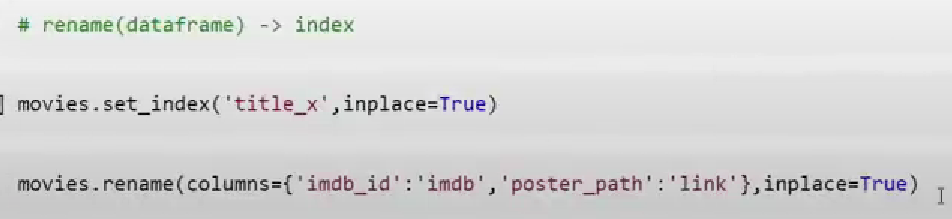 # rename(dataframe) -> index
] movies.set_index('title_x',inplace=True)
movies.rename(columns={'imdb_id':'imdb','poster_path':'link'},inplace=True)